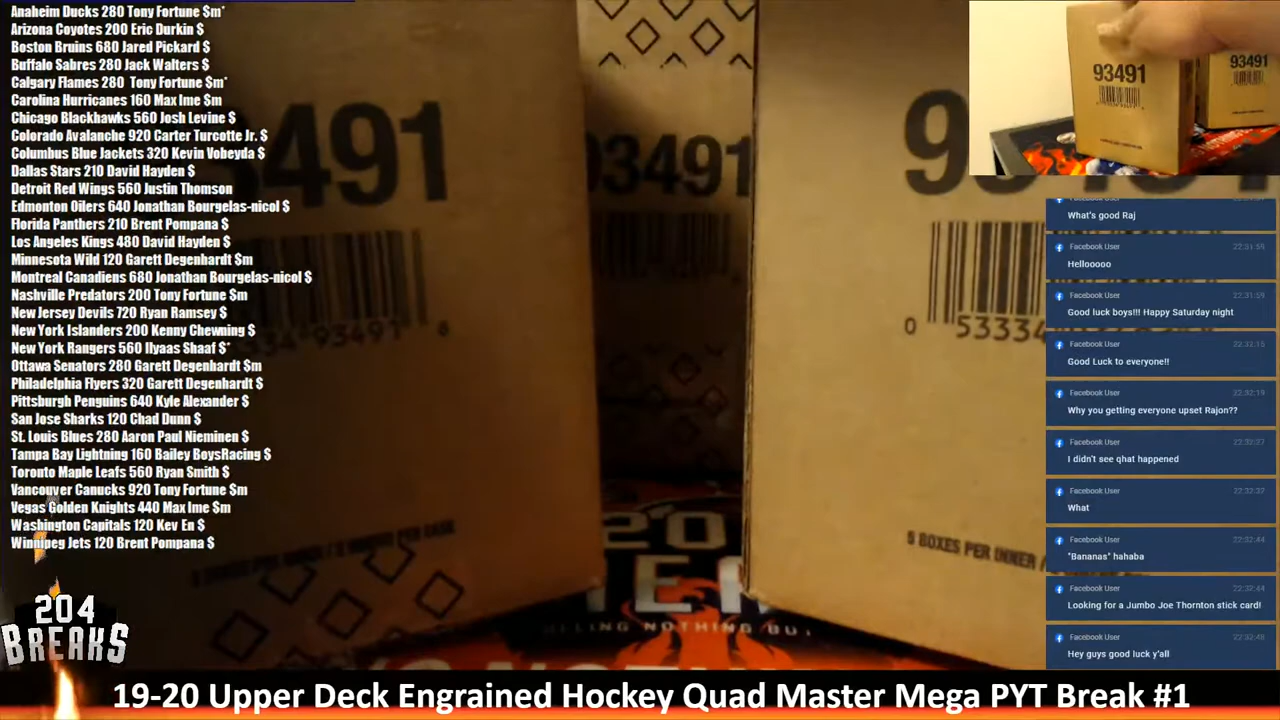 Anaheim Ducks 280 Tony Fortune $m*
Arizona Coyotes 200 Eric Durkin $
Boston Bruins 680 Jared Pickard $
Buffalo Sabres 280 Jack Walters $
Calgary Flames 280  Tony Fortune $m*
Carolina Hurricanes 160 Max Ime $m
Chicago Blackhawks 560 Josh Levine $
Colorado Avalanche 920 Carter Turcotte Jr. $
Columbus Blue Jackets 320 Kevin Vobeyda $
Dallas Stars 210 David Hayden $
Detroit Red Wings 560 Justin Thomson
Edmonton Oilers 640 Jonathan Bourgelas-nicol $
Florida Panthers 210 Brent Pompana $
Los Angeles Kings 480 David Hayden $
Minnesota Wild 120 Garett Degenhardt $m
Montreal Canadiens 680 Jonathan Bourgelas-nicol $
Nashville Predators 200 Tony Fortune $m
New Jersey Devils 720 Ryan Ramsey $
New York Islanders 200 Kenny Chewning $
New York Rangers 560 Ilyaas Shaaf $*
Ottawa Senators 280 Garett Degenhardt $m
Philadelphia Flyers 320 Garett Degenhardt $
Pittsburgh Penguins 640 Kyle Alexander $
San Jose Sharks 120 Chad Dunn $
St. Louis Blues 280 Aaron Paul Nieminen $
Tampa Bay Lightning 160 Bailey BoysRacing $
Toronto Maple Leafs 560 Ryan Smith $
Vancouver Canucks 920 Tony Fortune $m
Vegas Golden Knights 440 Max Ime $m
Washington Capitals 120 Kev En $
Winnipeg Jets 120 Brent Pompana $
204
BREAKS
491
93491
93491
93491
0 5333
5 BOXES PER INNER /
What's good Raj
Facebook User 22:31:59
Hellooooo
Facebook User 22:31:59
Good luck boys!!! Happy Saturday night
Facebook User
Good Luck to everyone!!
Facebook User
Why you getting everyone upset Rajon??
Facebook User
I didn't see qhat happened
Facebook User
What
Facebook User 22:32:44
"Bananas" hahaba
Facebook User
Looking for a Jumbo Joe Thornton stick card!
Facebook User
Hey guys good luck y'all
19-20 Upper Deck Engrained Hockey Quad Master Mega PYT Break #1